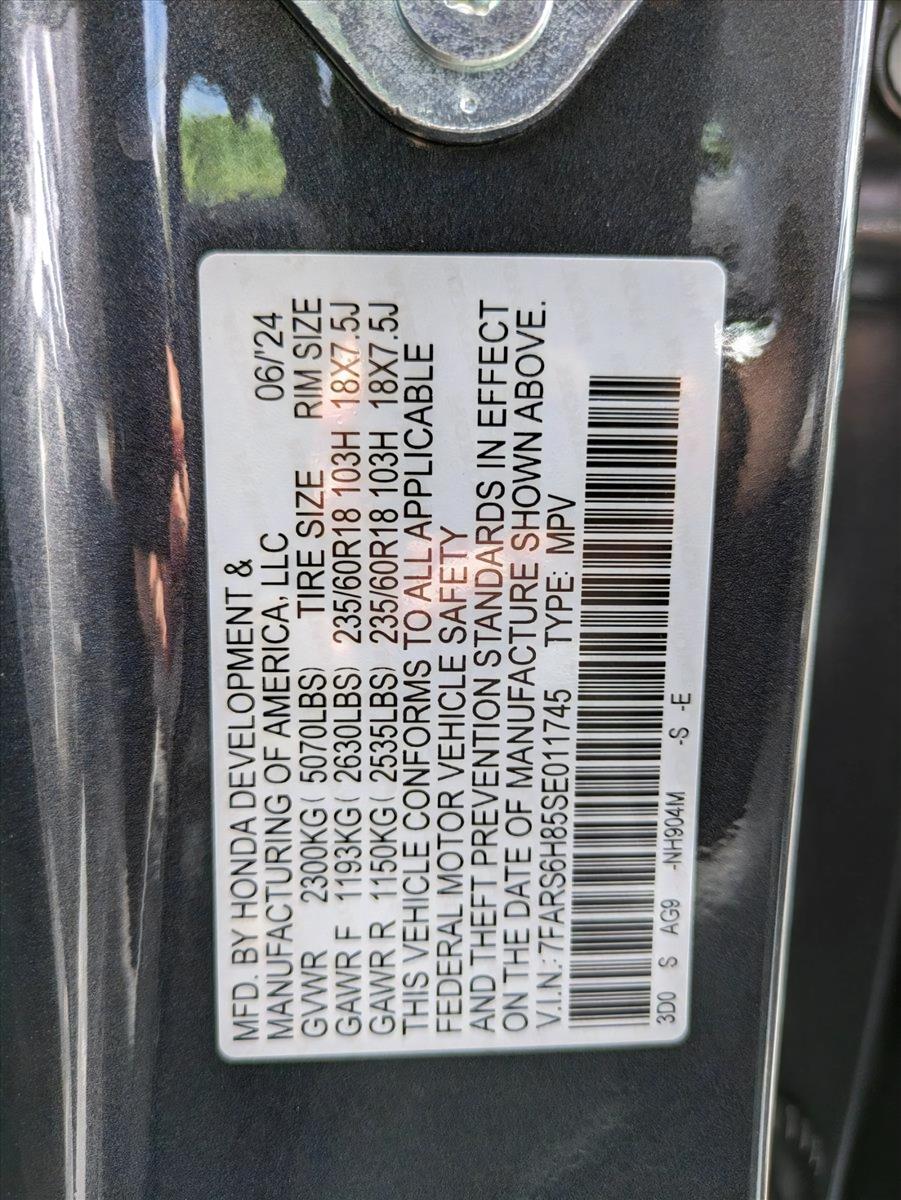 MFD. BY HONDA DEVELOPMENT &
MANUFACTURING OF AMERICA, LLC 06/'24
GVWR 2300KG ( 5070LBS) TIRE SIZE RIM SIZE
GAWR F 1193KG ( 2630LBS) 235/60R18 103H 18X7.5J
GAWR R 1150KG ( 2535LBS) 235/60R18 103H 18X7.5J
THIS VEHICLE CONFORMS TO ALL APPLICABLE
FEDERAL MOTOR VEHICLE SAFETY
AND THEFT PREVENTION STANDARDS IN EFFECT
ON THE DATE OF MANUFACTURE SHOWN ABOVE.
V.I.N.: 7FARS6H85SE011745 TYPE: MPV
3D0 S AG9 -NH904M -S -E